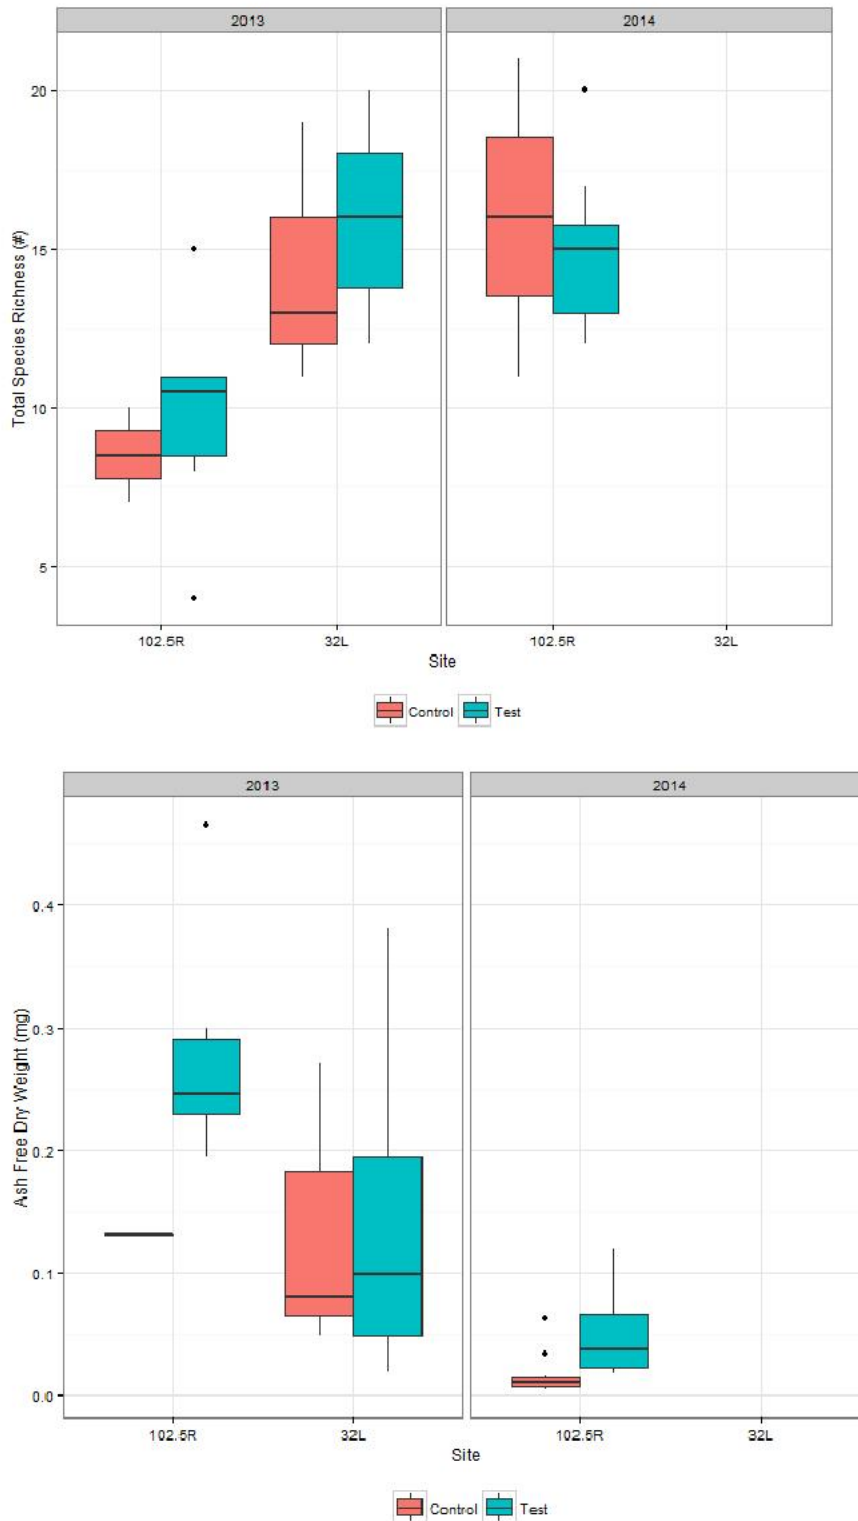 2013 2014
Total Species Richness (#)
20
15
10
5
102.5R 32L 102.5R 32L
Site
Control Test
2013 2014
Ash Free Dry Weight (mg)
0.4
0.3
0.2
0.1
0.0
102.5R 32L 102.5R 32L
Site
Control Test